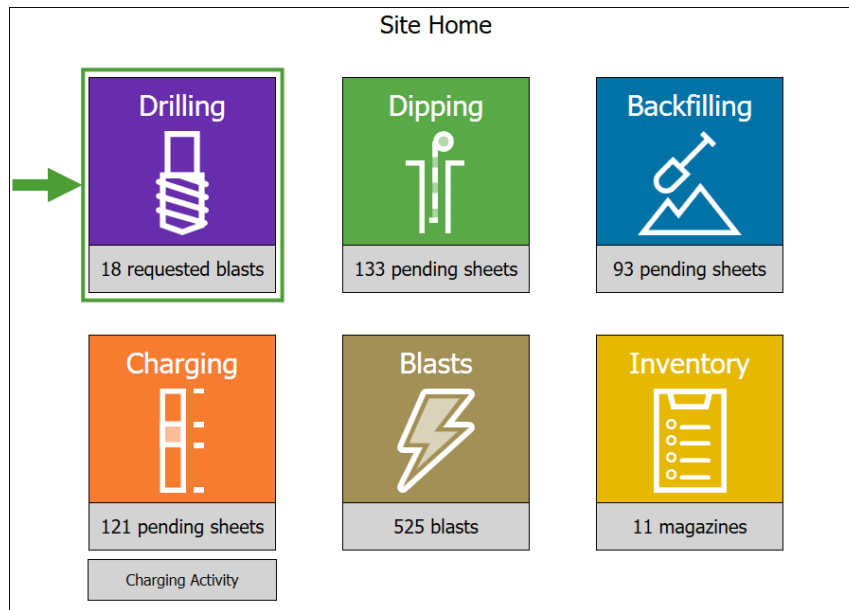 Site Home
Drilling
18 requested blasts
Dipping
133 pending sheets
Backfilling
93 pending sheets
Charging
121 pending sheets
Charging Activity
Blasts
525 blasts
Inventory
11 magazines